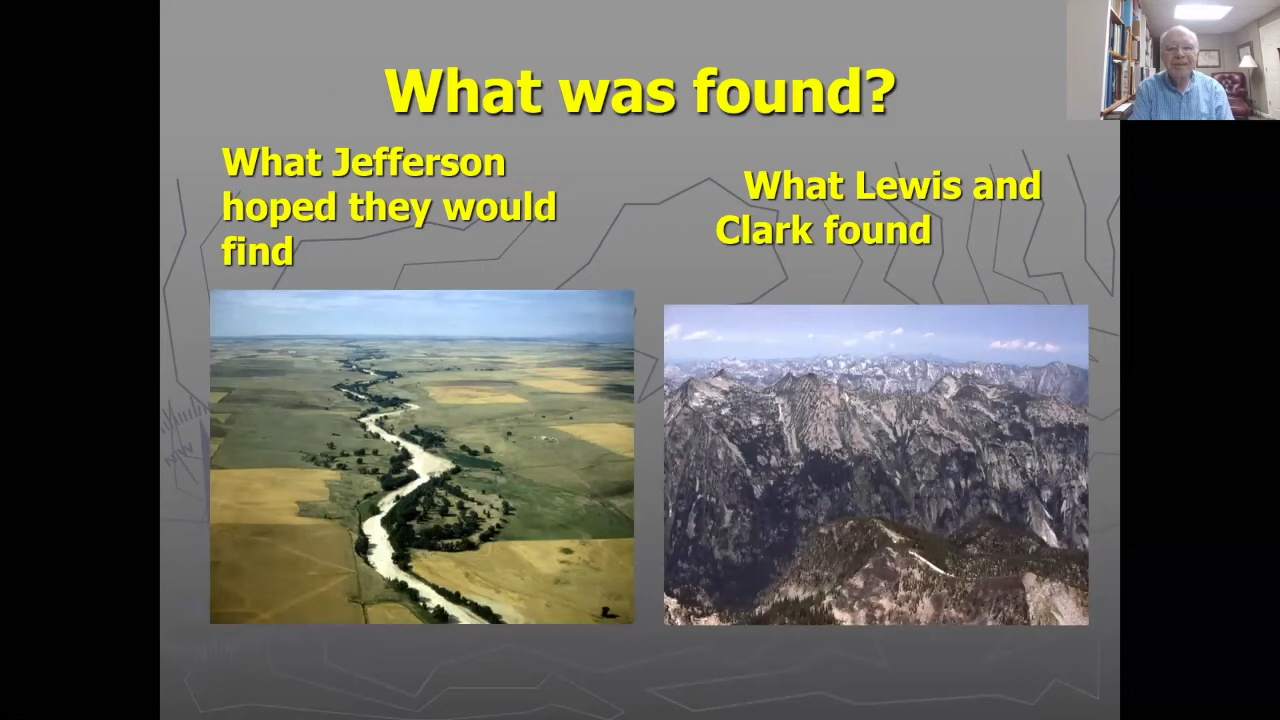 What was found?
What Jefferson
hoped they would
find
What Lewis and
Clark found